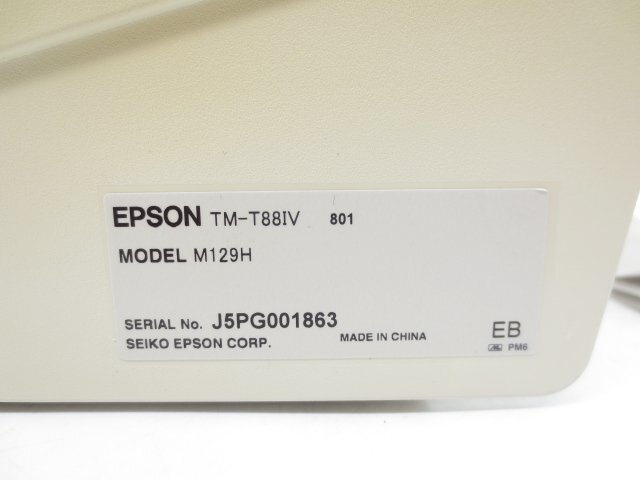 EPSON TM-T88IV 801
MODEL M129H
SERIAL No. J5PG001863
SEIKO EPSON CORP. MADE IN CHINA
EB
PM6